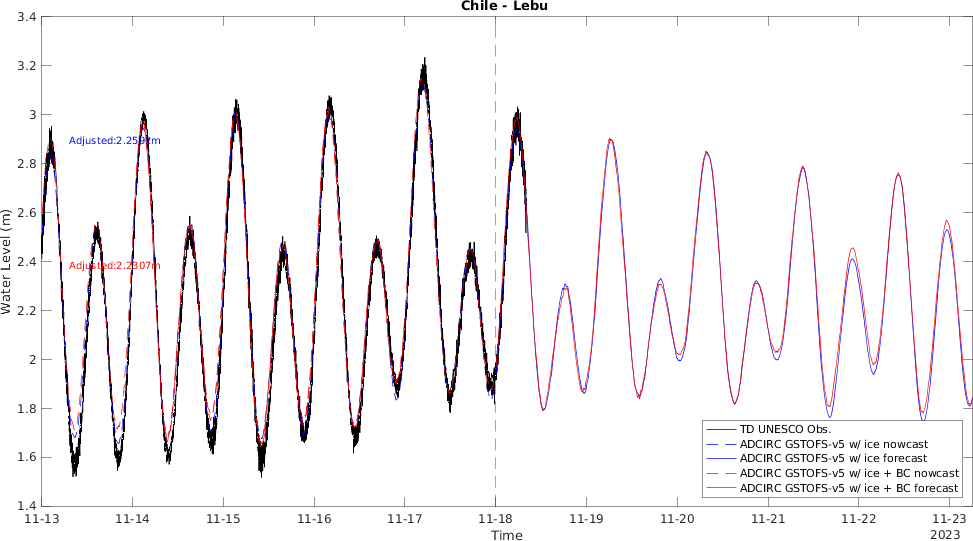 Chile - Lebu
3.4
3.2
3
2.8
2.6
2.4
2.2
2
1.8
1.6
1.4
Water Level (m)
Adjusted:2.2592m
Adjusted:2.2307m
TD UNESCO Obs.
ADCIRC GSTOFS-v5 w/ ice nowcast
ADCIRC GSTOFS-v5 w/ ice forecast
ADCIRC GSTOFS-v5 w/ ice + BC nowcast
ADCIRC GSTOFS-v5 w/ ice + BC forecast
11-13 11-14 11-15 11-16 11-17 11-18 11-19 11-20 11-21 11-22 11-23
2023
Time